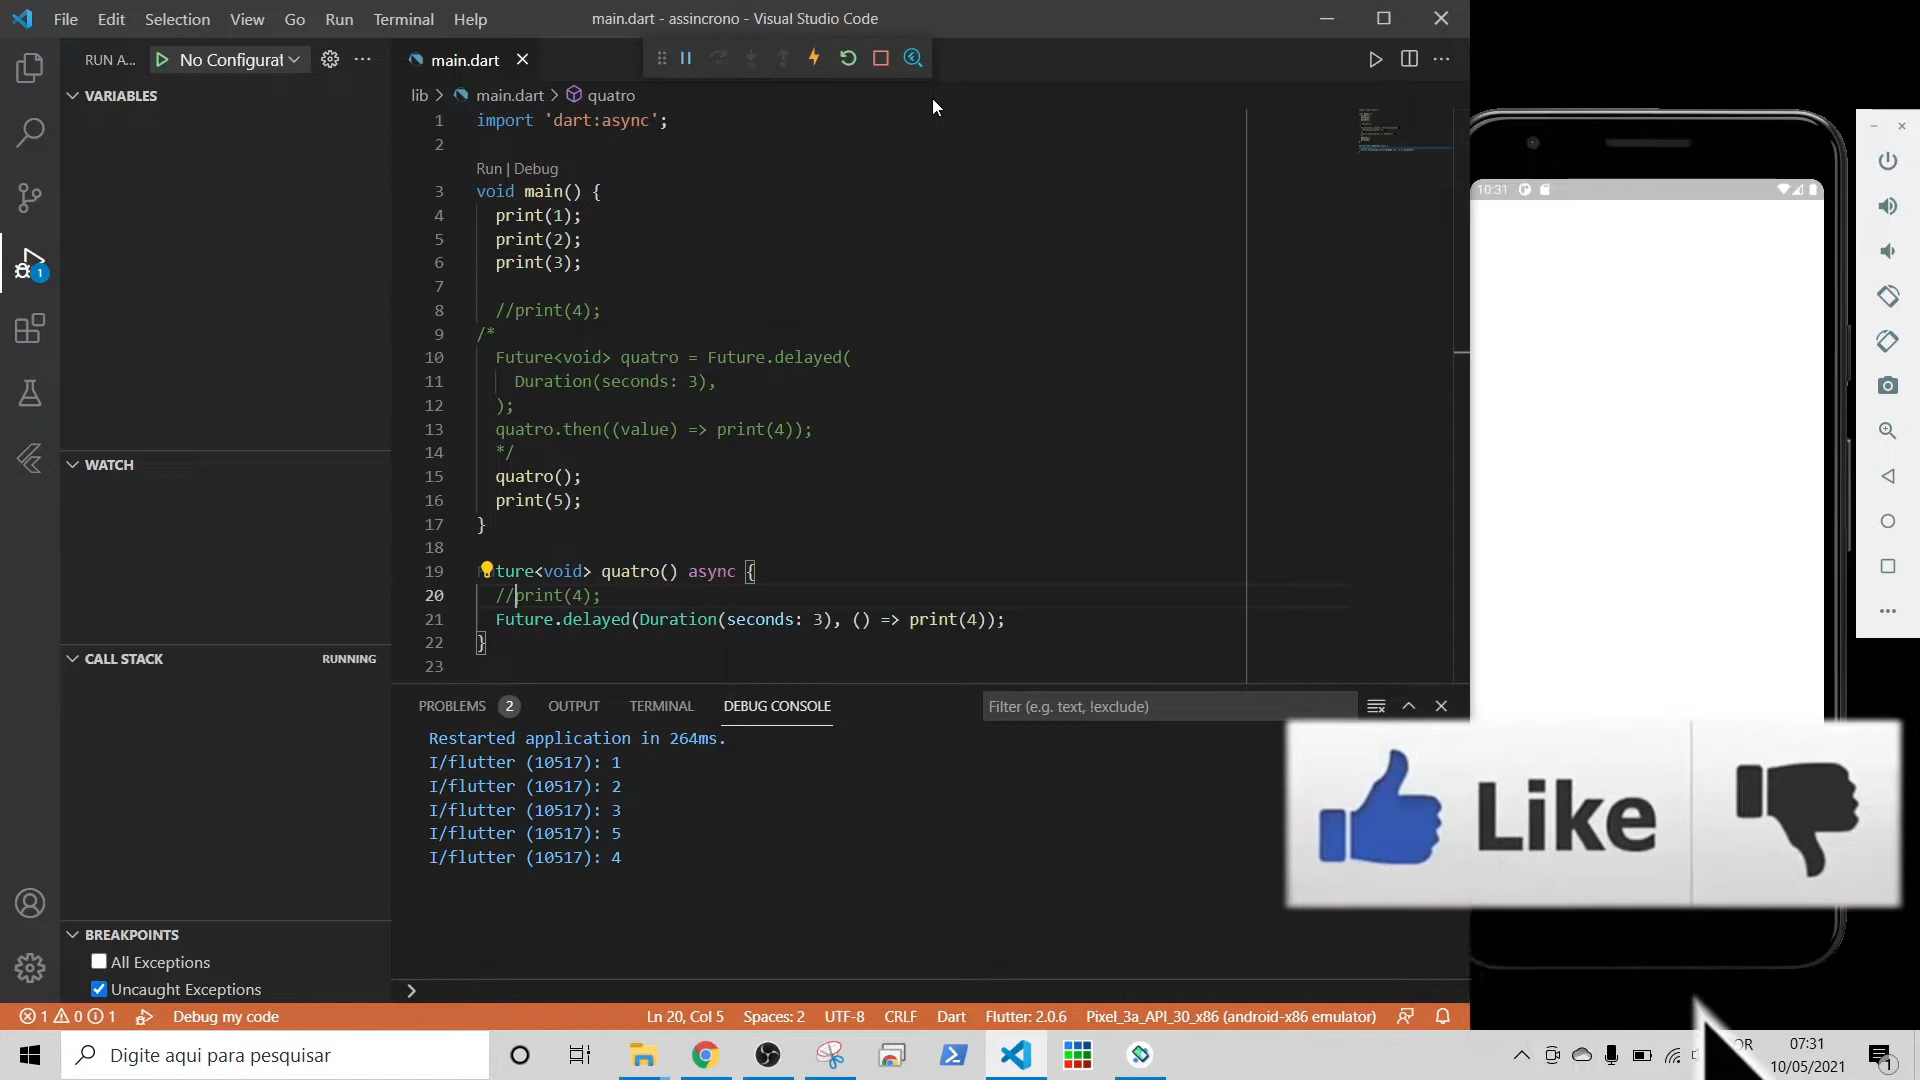 File Edit Selection View Go Run Terminal Help
main.dart - assincrono - Visual Studio Code
RUN A... No Configurat
main.dart
lib > main.dart > quatro
VARIABLES
1 import 'dart:async';
2
Run | Debug
3 void main() {
4 print(1);
5 print(2);
6 print(3);
7
8 //print(4);
9 /*
10 Future<void> quatro = Future.delayed(
11 Duration(seconds: 3),
12 );
13 quatro.then((value) => print(4));
14 */
15 quatro();
16 print(5);
17 }
18
19 ture<void> quatro() async {
20 //print(4);
21 Future.delayed(Duration(seconds: 3), () => print(4));
22 }
23
WATCH
CALL STACK RUNNING
BREAKPOINTS
All Exceptions
Uncaught Exceptions
PROBLEMS 2 OUTPUT TERMINAL DEBUG CONSOLE
Filter (e.g. text, !exclude)
Restarted application in 264ms.
I/flutter (10517): 1
I/flutter (10517): 2
I/flutter (10517): 3
I/flutter (10517): 5
I/flutter (10517): 4
10:31
Like
1 0 1 Debug my code
Ln 20, Col 5 Spaces: 2 UTF-8 CRLF Dart Flutter: 2.0.6 Pixel_3a_API_30_x86 (android-x86 emulator)
Digite aqui para pesquisar
OR
07:31
10/05/2021
1